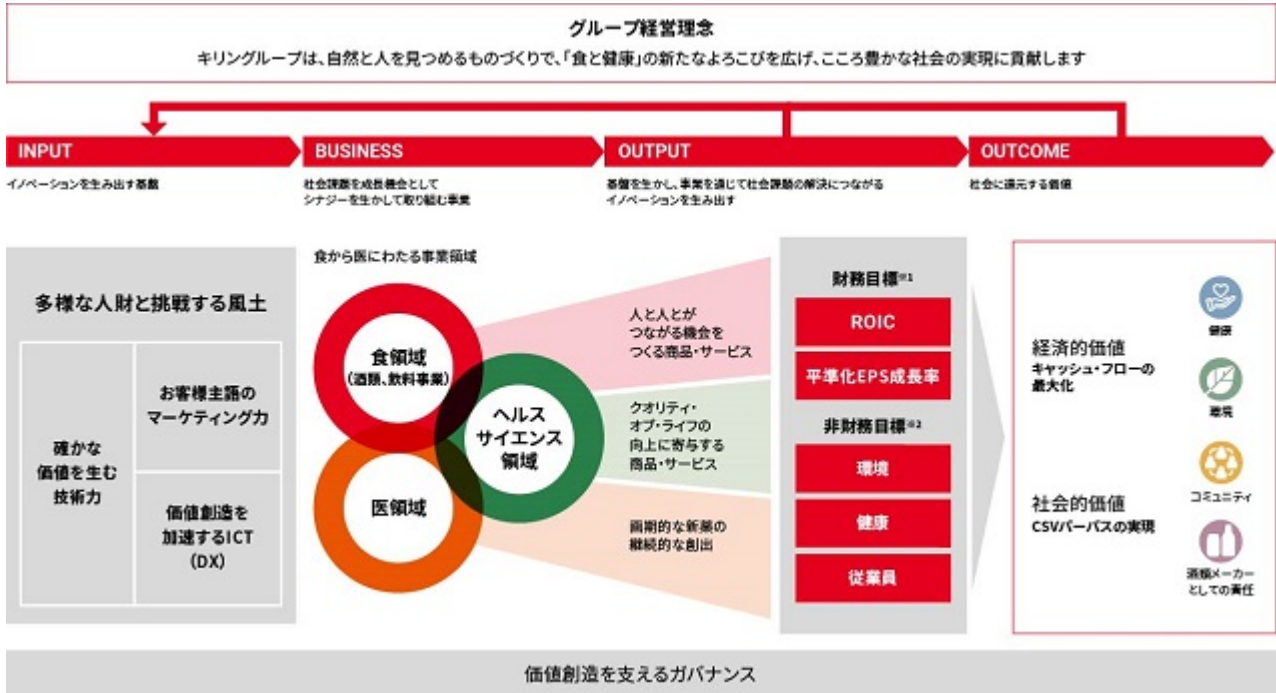 グループ経営理念
キリングループは、自然と人を見つめるものづくりで、「食と健康」の新たなよろこびを広げ、こころ豊かな社会の実現に貢献します
INPUT
BUSINESS
OUTPUT
OUTCOME
イノベーションを生み出す基盤
社会課題を成長機会として
シナジーを生かして取り組む事業
基盤を生かし、事業を通じて社会課題の解決につながる
イノベーションを生み出す
社会に還元する価値
多様な人財と挑戦する風土
確かな
価値を生む
技術力
お客様主語の
マーケティング力
価値創造を
加速するICT
(DX)
食から医にわたる事業領域
食領域
(酒類、飲料事業)
ヘルス
サイエンス
領域
医領域
人と人とが
つながる機会を
つくる商品・サービス
クオリティ・
オブ・ライフの
向上に寄与する
商品・サービス
画期的な新薬の
継続的な創出
財務目標※1
ROIC
平準化EPS成長率
非財務目標※2
環境
健康
従業員
経済的価値
キャッシュ・フローの
最大化
社会的価値
CSVパーパスの実現
健康
環境
コミュニティ
酒類メーカー
としての責任
価値創造を支えるガバナンス